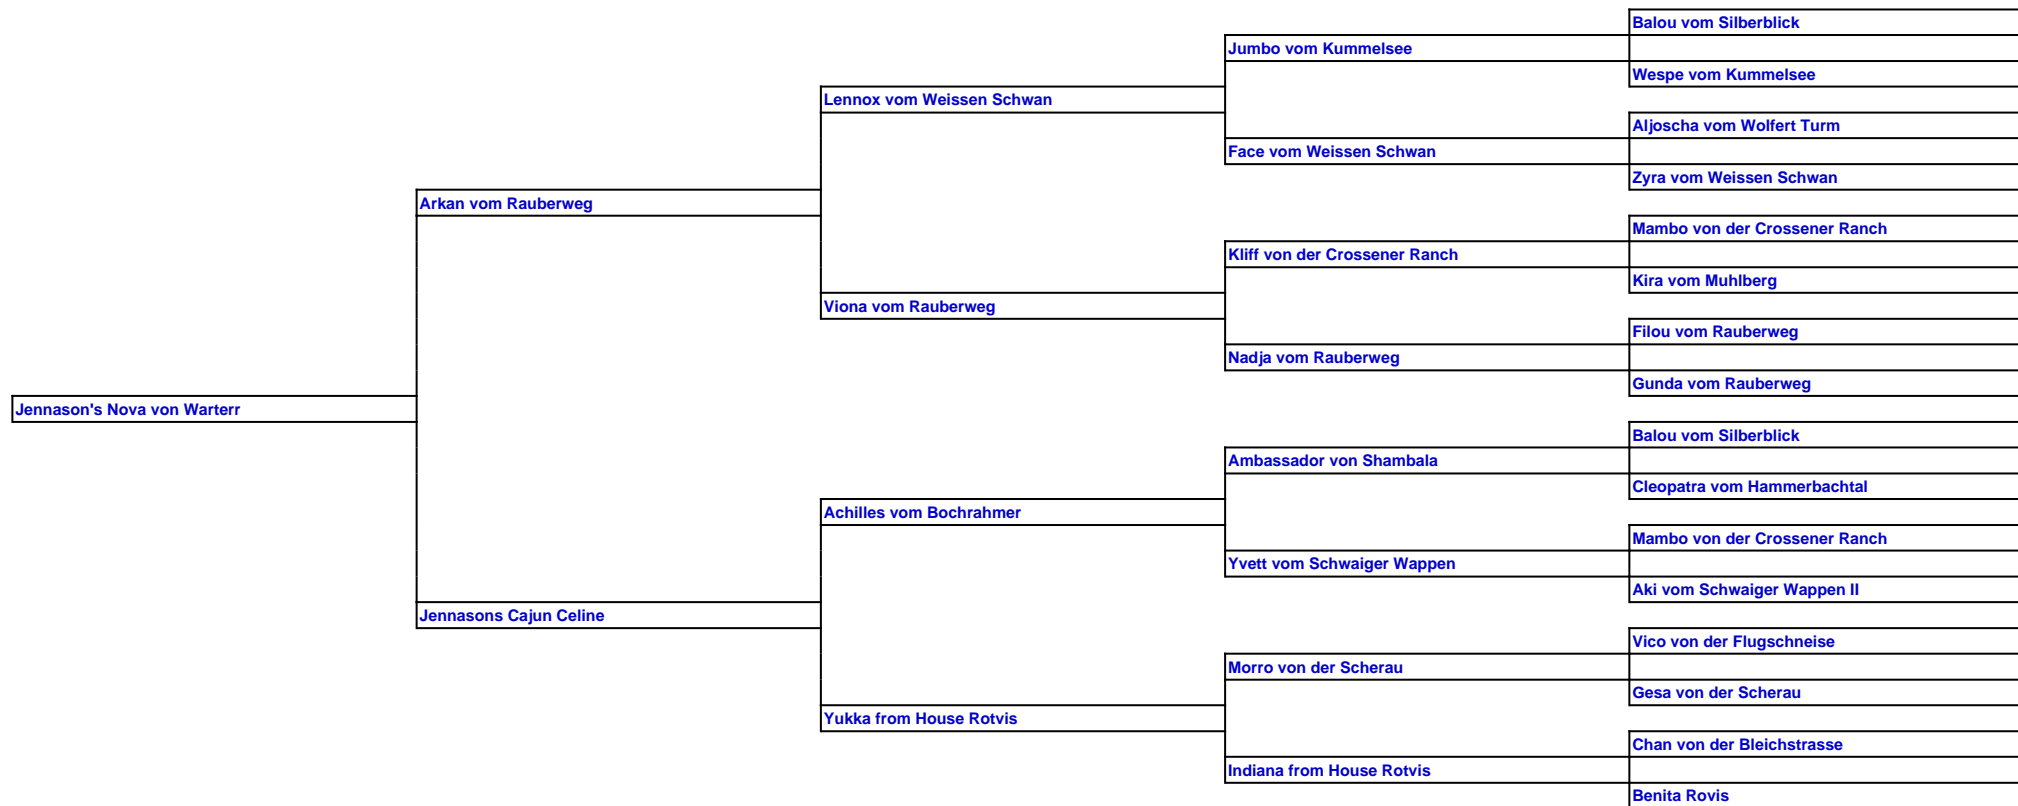 Balou vom Silberblick
Jumbo vom Kummelsee
Wespe vom Kummelsee
Lennox vom Weissen Schwan
Aljoscha vom Wolfert Turm
Face vom Weissen Schwan
Zyra vom Weissen Schwan
Arkan vom Rauberweg
Mambo von der Crossener Ranch
Kliff von der Crossener Ranch
Kira vom Muhlberg
Viona vom Rauberweg
Filou vom Rauberweg
Nadja vom Rauberweg
Gunda vom Rauberweg
Jennason's Nova von Warterr
Balou vom Silberblick
Ambassador von Shambala
Cleopatra vom Hammerbachtal
Achilles vom Bochrahmer
Mambo von der Crossener Ranch
Yvett vom Schwaiger Wappen
Aki vom Schwaiger Wappen II
Jennasons Cajun Celine
Vico von der Flugschneise
Morro von der Scherau
Gesa von der Scherau
Yukka from House Rotvis
Chan von der Bleichstrasse
Indiana from House Rotvis
Benita Rovis